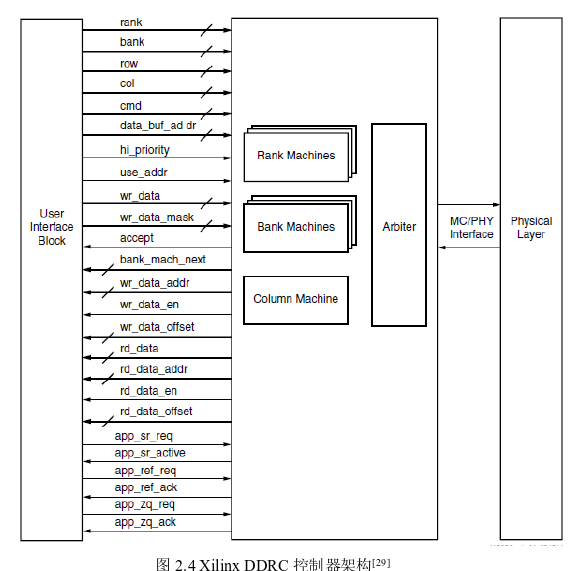 rank
bank
row
col
cmd
data_buf_addr
hi_priority
use_addr
wr_data
wr_data_mask
accept
bank_mach_next
wr_data_addr
wr_data_en
wr_data_offset
rd_data
rd_data_addr
rd_data_en
rd_data_offset
app_sr_req
app_sr_active
app_ref_req
app_ref_ack
app_zq_req
app_zq_ack
User
Interface
Block
Rank Machines
Bank Machines
Column Machine
Arbiter
MC/PHY
Interface
Physical
Layer
图 2.4 Xilinx DDRC 控制器架构[29]